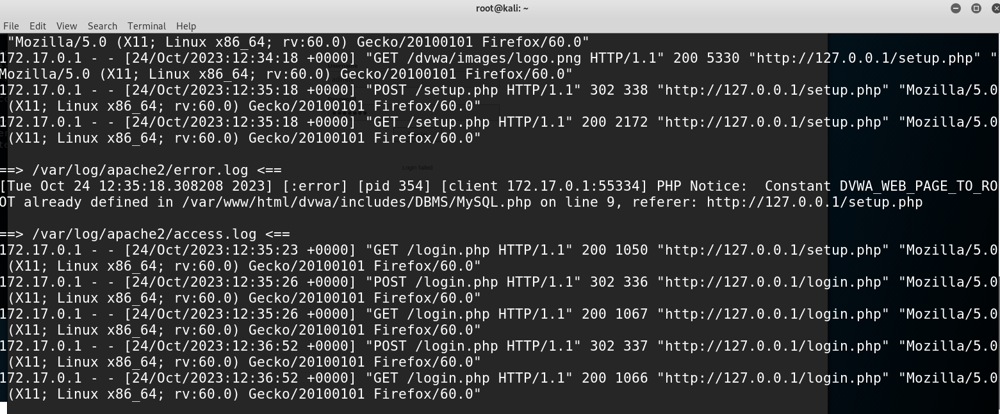 root@kali: ~
File Edit View Search Terminal Help
"Mozilla/5.0 (X11; Linux x86_64; rv:60.0) Gecko/20100101 Firefox/60.0"
172.17.0.1 - - [24/Oct/2023:12:34:18 +0000] "GET /dvwa/images/logo.png HTTP/1.1" 200 5330 "http://127.0.0.1/setup.php" "
Mozilla/5.0 (X11; Linux x86_64; rv:60.0) Gecko/20100101 Firefox/60.0"
172.17.0.1 - - [24/Oct/2023:12:35:18 +0000] "POST /setup.php HTTP/1.1" 302 338 "http://127.0.0.1/setup.php" "Mozilla/5.0
(X11; Linux x86_64; rv:60.0) Gecko/20100101 Firefox/60.0"
172.17.0.1 - - [24/Oct/2023:12:35:18 +0000] "GET /setup.php HTTP/1.1" 200 2172 "http://127.0.0.1/setup.php" "Mozilla/5.0
(X11; Linux x86_64; rv:60.0) Gecko/20100101 Firefox/60.0"
Login failed
==> /var/log/apache2/error.log <==
[Tue Oct 24 12:35:18.308208 2023] [:error] [pid 354] [client 172.17.0.1:55334] PHP Notice:  Constant DVWA_WEB_PAGE_TO_RO
OT already defined in /var/www/html/dvwa/includes/DBMS/MySQL.php on line 9, referer: http://127.0.0.1/setup.php
==> /var/log/apache2/access.log <==
172.17.0.1 - - [24/Oct/2023:12:35:23 +0000] "GET /login.php HTTP/1.1" 200 1050 "http://127.0.0.1/setup.php" "Mozilla/5.0
(X11; Linux x86_64; rv:60.0) Gecko/20100101 Firefox/60.0"
172.17.0.1 - - [24/Oct/2023:12:35:26 +0000] "POST /login.php HTTP/1.1" 302 336 "http://127.0.0.1/login.php" "Mozilla/5.0
(X11; Linux x86_64; rv:60.0) Gecko/20100101 Firefox/60.0"
172.17.0.1 - - [24/Oct/2023:12:35:26 +0000] "GET /login.php HTTP/1.1" 200 1067 "http://127.0.0.1/login.php" "Mozilla/5.0
(X11; Linux x86_64; rv:60.0) Gecko/20100101 Firefox/60.0"
172.17.0.1 - - [24/Oct/2023:12:36:52 +0000] "POST /login.php HTTP/1.1" 302 337 "http://127.0.0.1/login.php" "Mozilla/5.0
(X11; Linux x86_64; rv:60.0) Gecko/20100101 Firefox/60.0"
172.17.0.1 - - [24/Oct/2023:12:36:52 +0000] "GET /login.php HTTP/1.1" 200 1066 "http://127.0.0.1/login.php" "Mozilla/5.0
(X11; Linux x86_64; rv:60.0) Gecko/20100101 Firefox/60.0"